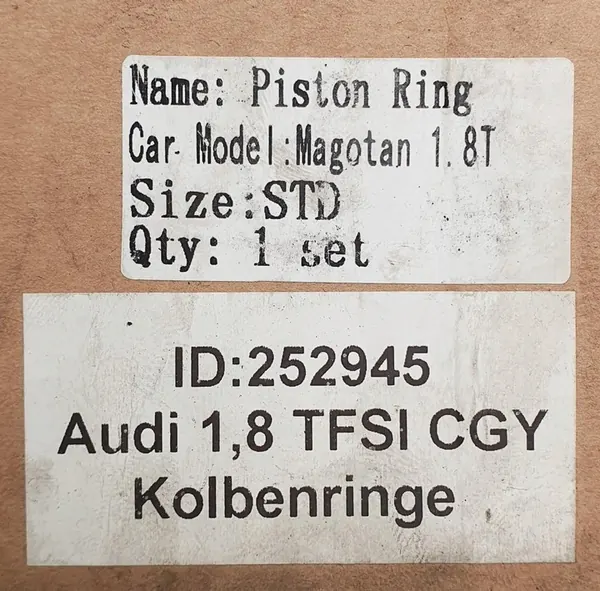 Name: Piston Ring
Car Model:Magotan 1.8T
Size:STD
Qty: 1 set
ID:252945
Audi 1,8 TFSI CGY
Kolbenringe